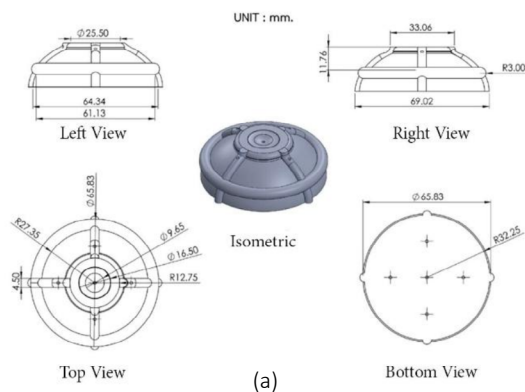 UNIT : mm.
Ø25.50
64.34
61.13
Left View
33.06
11.76
R3.00
69.02
Right View
Isometric
Ø65.83
R27.35
Ø9.65
Ø16.50
R12.75
4.50
Top View
Ø65.83
R32.25
Bottom View
(a)